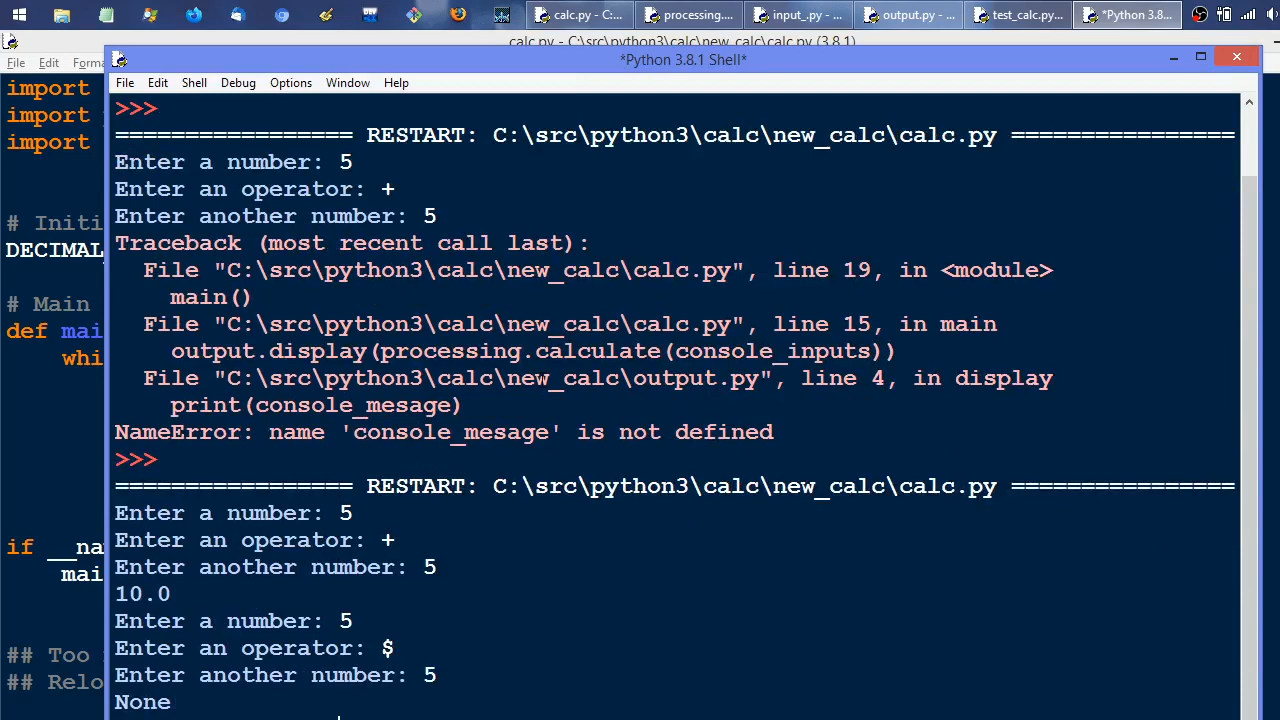 calc.py - C:...
processing....
input_.py - ...
output.py - ...
test_calc.py...
*Python 3.8...
calc.py - C:\src\python3\calc\new_calc\calc.py (3.8.1)
File Edit Forma
*Python 3.8.1 Shell*
File Edit Shell Debug Options Window Help
import
import
import
# Initi
DECIMAL
# Main
def mai
whi
if __na
mai
## Too
## Relo
>>>
================= RESTART: C:\src\python3\calc\new_calc\calc.py ================
Enter a number: 5
Enter an operator: +
Enter another number: 5
Traceback (most recent call last):
  File "C:\src\python3\calc\new_calc\calc.py", line 19, in <module>
    main()
  File "C:\src\python3\calc\new_calc\calc.py", line 15, in main
    output.display(processing.calculate(console_inputs))
  File "C:\src\python3\calc\new_calc\output.py", line 4, in display
    print(console_mesage)
NameError: name 'console_mesage' is not defined
>>>
================= RESTART: C:\src\python3\calc\new_calc\calc.py ================
Enter a number: 5
Enter an operator: +
Enter another number: 5
10.0
Enter a number: 5
Enter an operator: $
Enter another number: 5
None